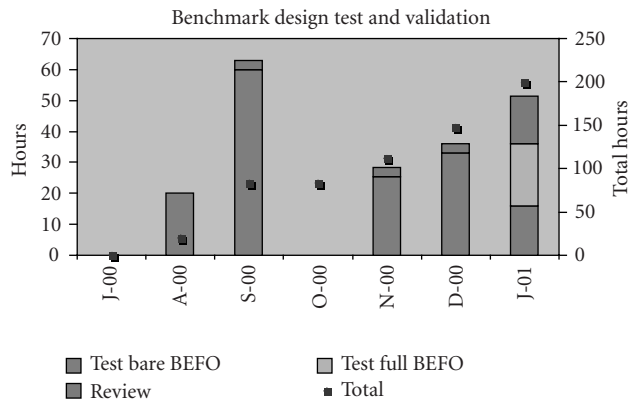 Benchmark design test and validation
70
60
50
40
30
20
10
0
Hours
250
200
150
100
50
0
Total hours
J-00
A-00
S-00
O-00
N-00
D-00
J-01
Test bare BEFO
Test full BEFO
Review
Total